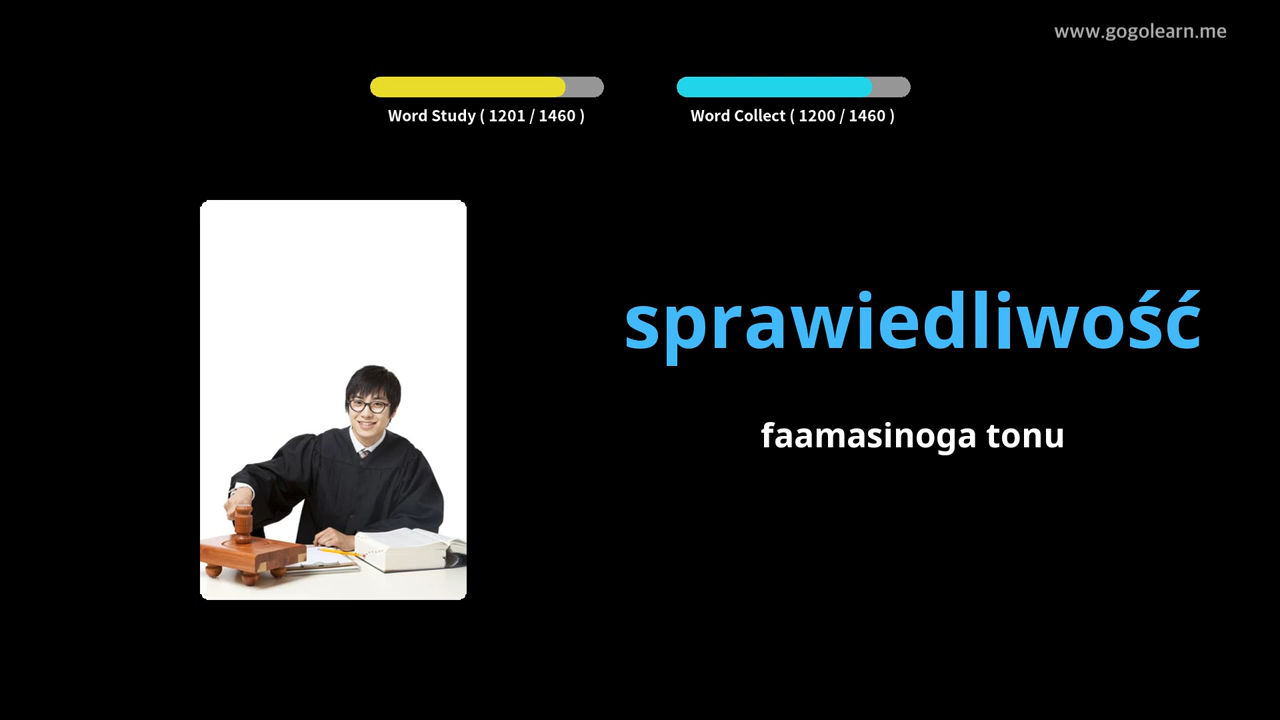 www.gogolearn.me
Word Study ( 1201 / 1460 )
Word Collect ( 1200 / 1460 )
sprawiedliwość
faamasinoga tonu